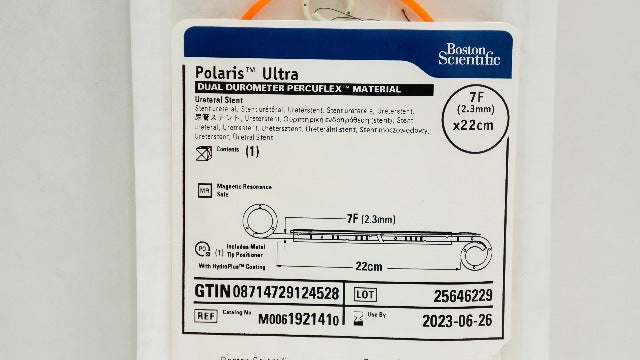 Boston
Scientific
Polaris™ Ultra
DUAL DUROMETER PERCUFLEX™ MATERIAL
Ureteral Stent
7F
(2.3mm)
x22cm
Contents (1)
MR
Magnetic Resonance
Safe
7F (2.3mm)
(1) Includes Metal
Tip Positioner
With HydroPlus™ Coating
22cm
GTIN 08714729124528
LOT 25646229
REF Catalog No M0061921410
Use By 2023-06-26